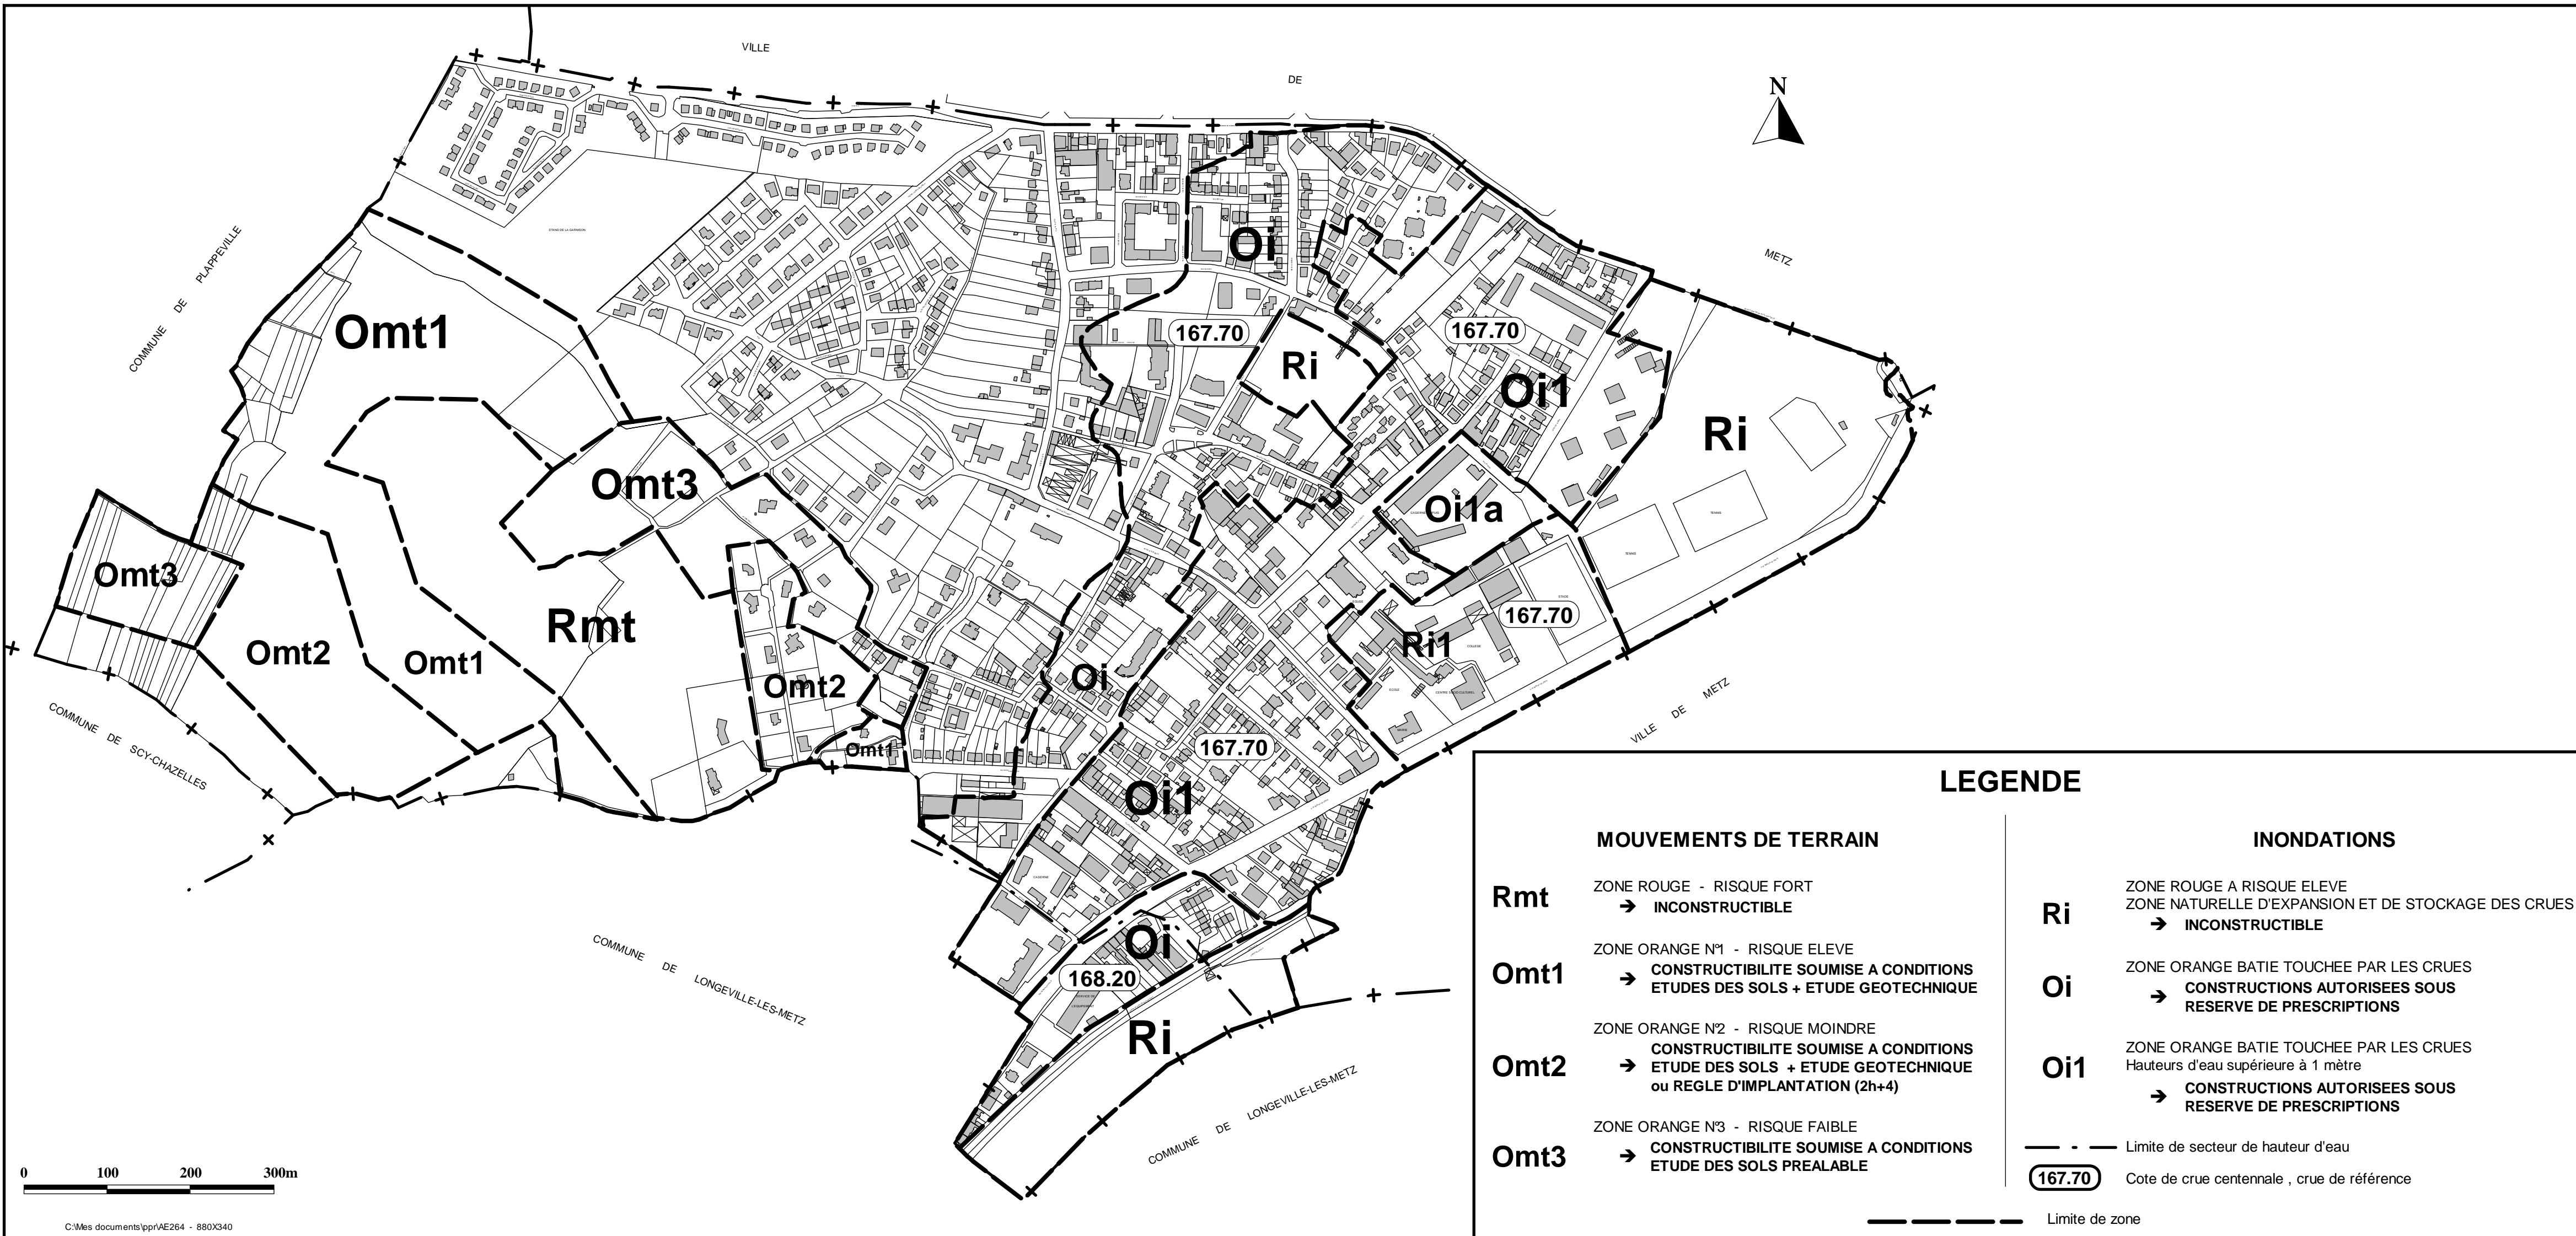 VILLE
DE
N
METZ
COMMUNE DE PLAPPEVILLE
Oi
Omt1
167.70
167.70
Ri
Oi1
Ri
Omt3
Oi1a
TENNIS
TENNIS
Omt3
STADE
167.70
Rmt
Omt2
Omt1
Ri1
COLLEGE
Oi
Omt2
ECOLE
CENTRE SOCIOCULTUREL
COMMUNE DE SCY-CHAZELLES
VILLE DE METZ
Omt1
167.70
Oi1
CASERNE
Oi
COMMUNE DE LONGEVILLE-LES-METZ
168.20
Ri
COMMUNE DE LONGEVILLE-LES-METZ
0 100 200 300m
C:\Mes documents\ppr\AE264 - 880X340
LEGENDE
MOUVEMENTS DE TERRAIN
Rmt
ZONE ROUGE - RISQUE FORT
➔ INCONSTRUCTIBLE
Omt1
ZONE ORANGE N°1 - RISQUE ELEVE
➔ CONSTRUCTIBILITE SOUMISE A CONDITIONS
ETUDES DES SOLS + ETUDE GEOTECHNIQUE
Omt2
ZONE ORANGE N°2 - RISQUE MOINDRE
➔ CONSTRUCTIBILITE SOUMISE A CONDITIONS
ETUDE DES SOLS + ETUDE GEOTECHNIQUE
ou REGLE D'IMPLANTATION (2h+4)
Omt3
ZONE ORANGE N°3 - RISQUE FAIBLE
➔ CONSTRUCTIBILITE SOUMISE A CONDITIONS
ETUDE DES SOLS PREALABLE
INONDATIONS
Ri
ZONE ROUGE A RISQUE ELEVE
ZONE NATURELLE D'EXPANSION ET DE STOCKAGE DES CRUES
➔ INCONSTRUCTIBLE
Oi
ZONE ORANGE BATIE TOUCHEE PAR LES CRUES
➔ CONSTRUCTIONS AUTORISEES SOUS
RESERVE DE PRESCRIPTIONS
Oi1
ZONE ORANGE BATIE TOUCHEE PAR LES CRUES
Hauteurs d'eau supérieure à 1 mètre
➔ CONSTRUCTIONS AUTORISEES SOUS
RESERVE DE PRESCRIPTIONS
Limite de secteur de hauteur d'eau
167.70 Cote de crue centennale , crue de référence
Limite de zone